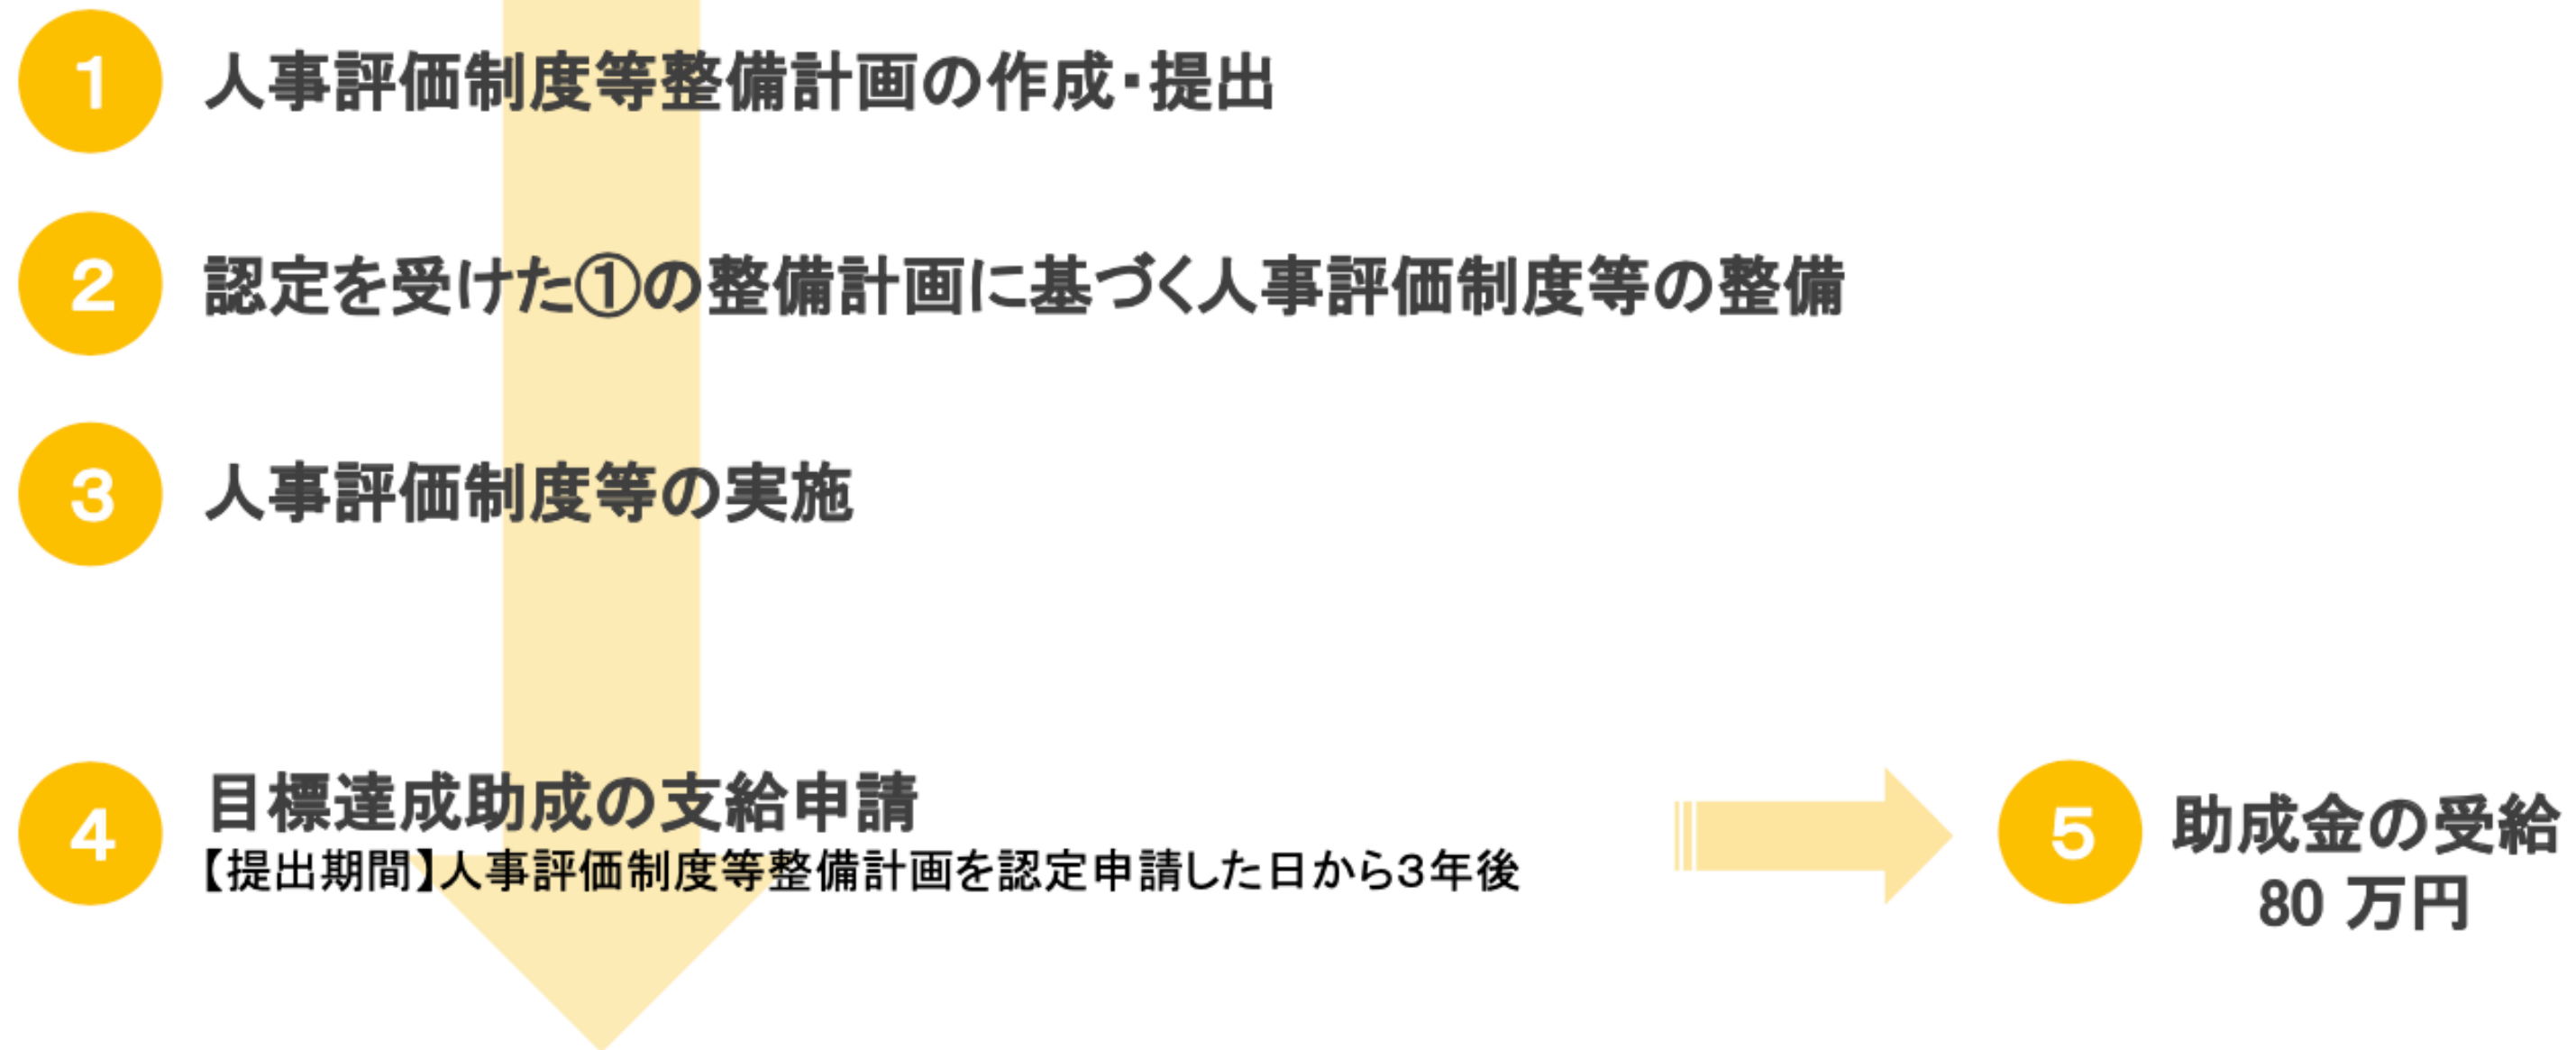 1 人事評価制度等整備計画の作成・提出
2 認定を受けた①の整備計画に基づく人事評価制度等の整備
3 人事評価制度等の実施
4 目標達成助成の支給申請
【提出期間】人事評価制度等整備計画を認定申請した日から3年後
5 助成金の受給
80 万円